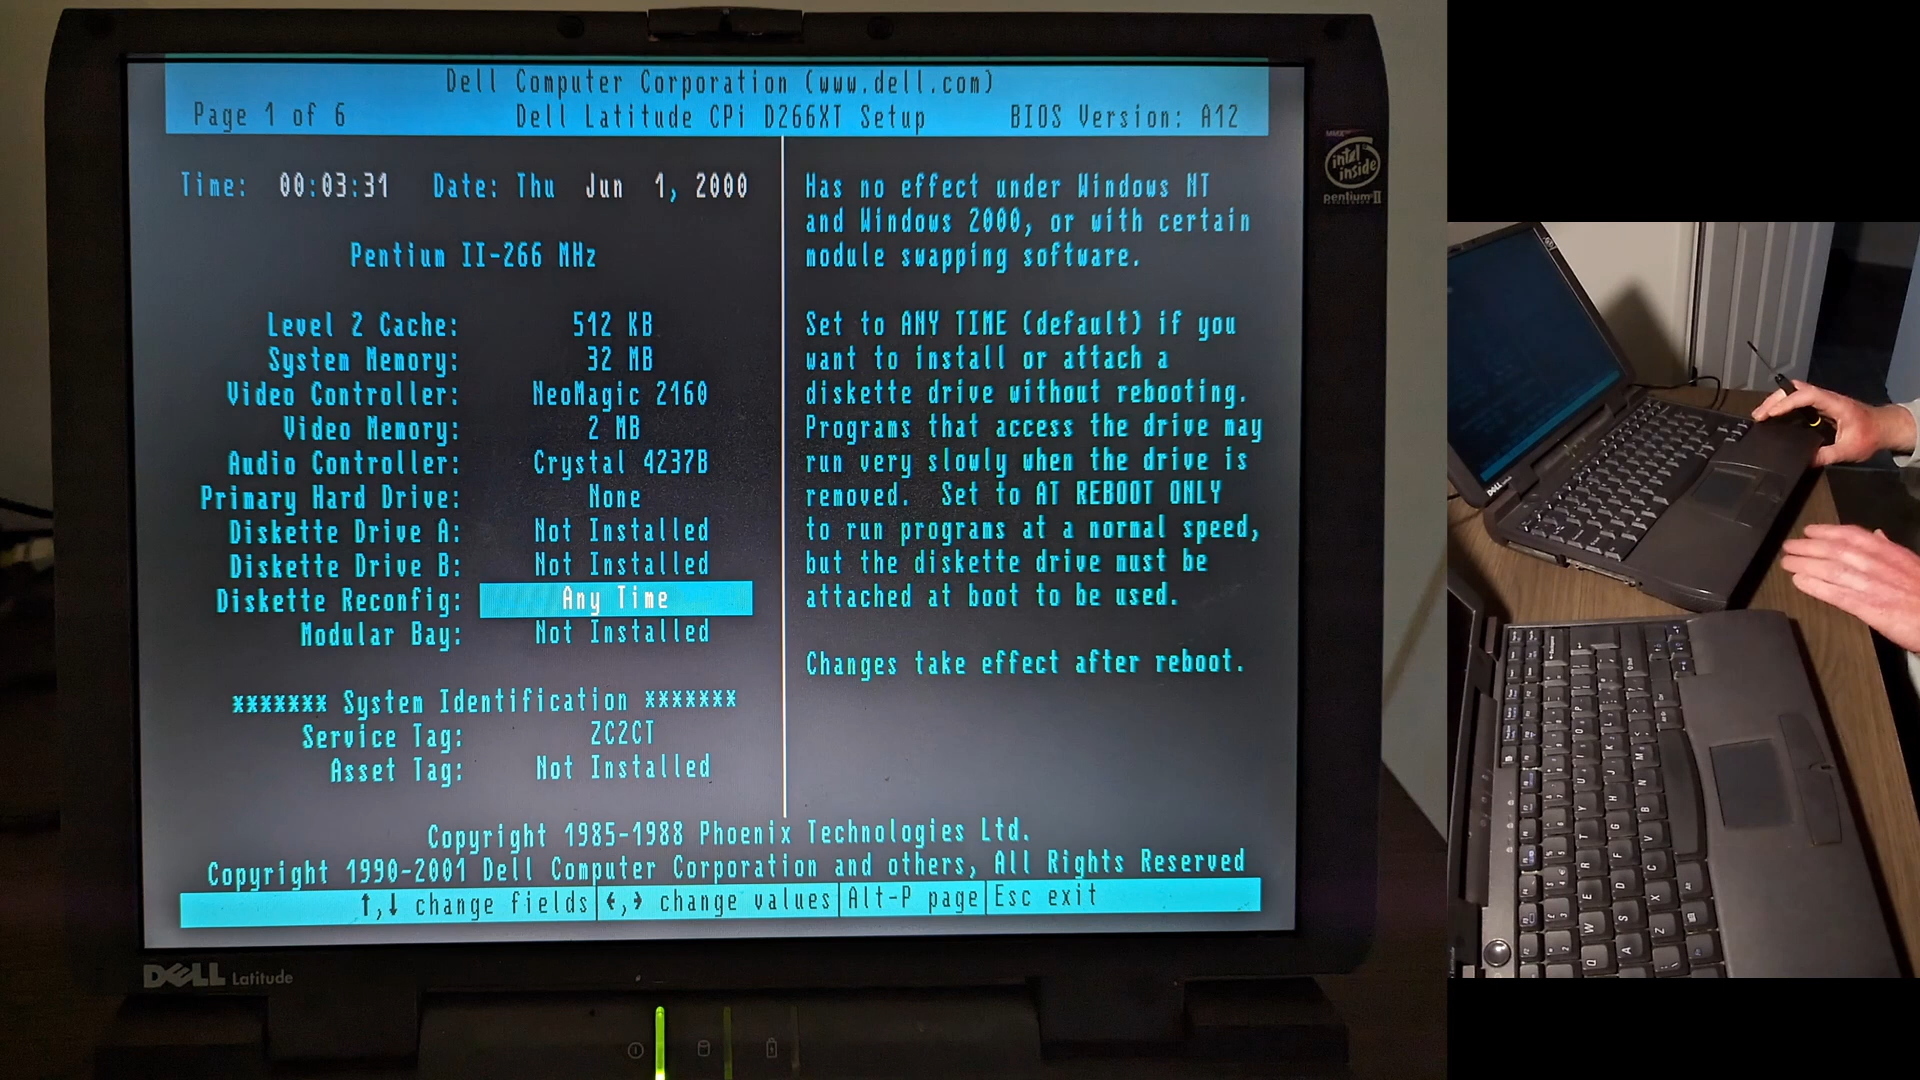 Dell Computer Corporation (www.dell.com)
Page 1 of 6 Dell Latitude CPi D266XT Setup BIOS Version: A12
Time: 00:03:31 Date: Thu Jun 1, 2000
Pentium II-266 MHz
Level 2 Cache: 512 KB
System Memory: 32 MB
Video Controller: NeoMagic 2160
Video Memory: 2 MB
Audio Controller: Crystal 4237B
Primary Hard Drive: None
Diskette Drive A: Not Installed
Diskette Drive B: Not Installed
Diskette Reconfig: Any Time
Modular Bay: Not Installed
******* System Identification *******
Service Tag: ZC2CT
Asset Tag: Not Installed
Has no effect under Windows NT
and Windows 2000, or with certain
module swapping software.
Set to ANY TIME (default) if you
want to install or attach a
diskette drive without rebooting.
Programs that access the drive may
run very slowly when the drive is
removed. Set to AT REBOOT ONLY
to run programs at a normal speed,
but the diskette drive must be
attached at boot to be used.
Changes take effect after reboot.
Copyright 1985-1988 Phoenix Technologies Ltd.
Copyright 1990-2001 Dell Computer Corporation and others, All Rights Reserved
↑,↓ change fields|←,→ change values|Alt-P page|Esc exit
DELL Latitude
MMX
intel
inside
pentium II
DELL